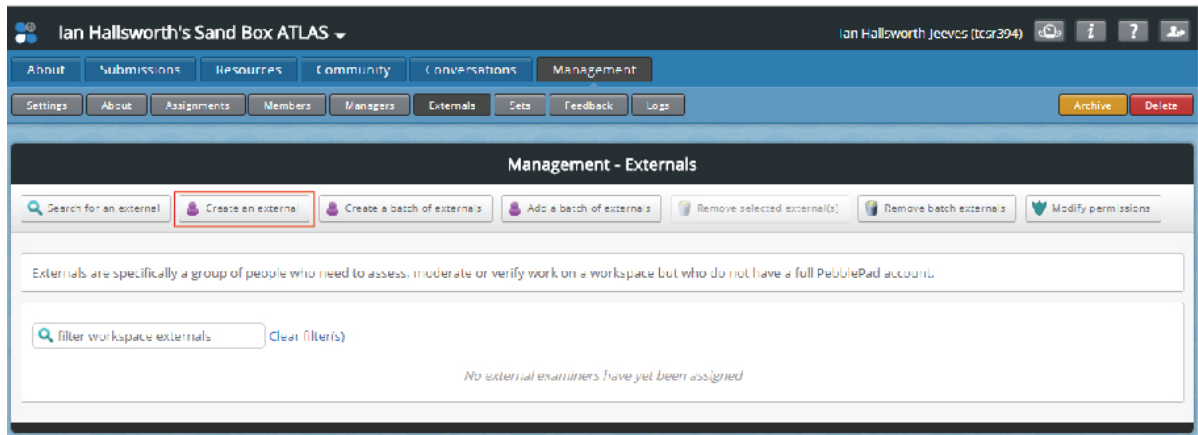 Ian Hallsworth's Sand Box ATLAS
Ian Hallsworth Jeeves (tcsr394)
About Submissions Resources Community Conversations Management
Settings About Assignments Members Managers Externals Sets Feedback Logs Archive Delete
Management - Externals
Search for an external Create an external Create a batch of externals Add a batch of externals Remove selected external(s) Remove batch externals Modify permissions
Externals are specifically a group of people who need to assess, moderate or verify work on a workspace but who do not have a full PebblePad account.
filter workspace externals Clear filter(s)
No external examiners have yet been assigned